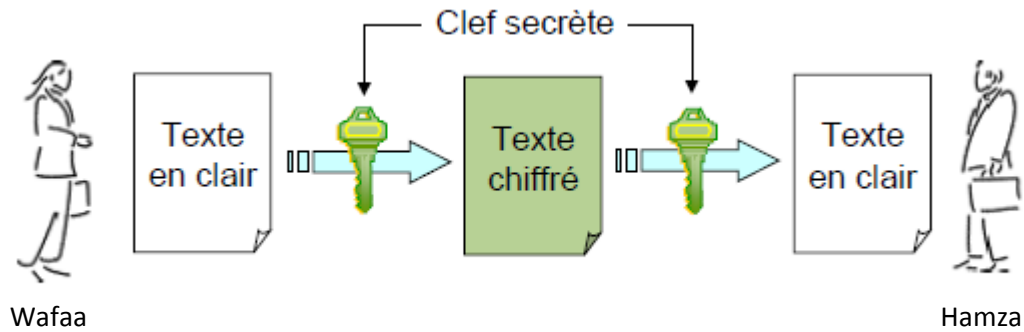 Clef secrète
Texte
en clair
Texte
chiffré
Texte
en clair
Wafaa
Hamza